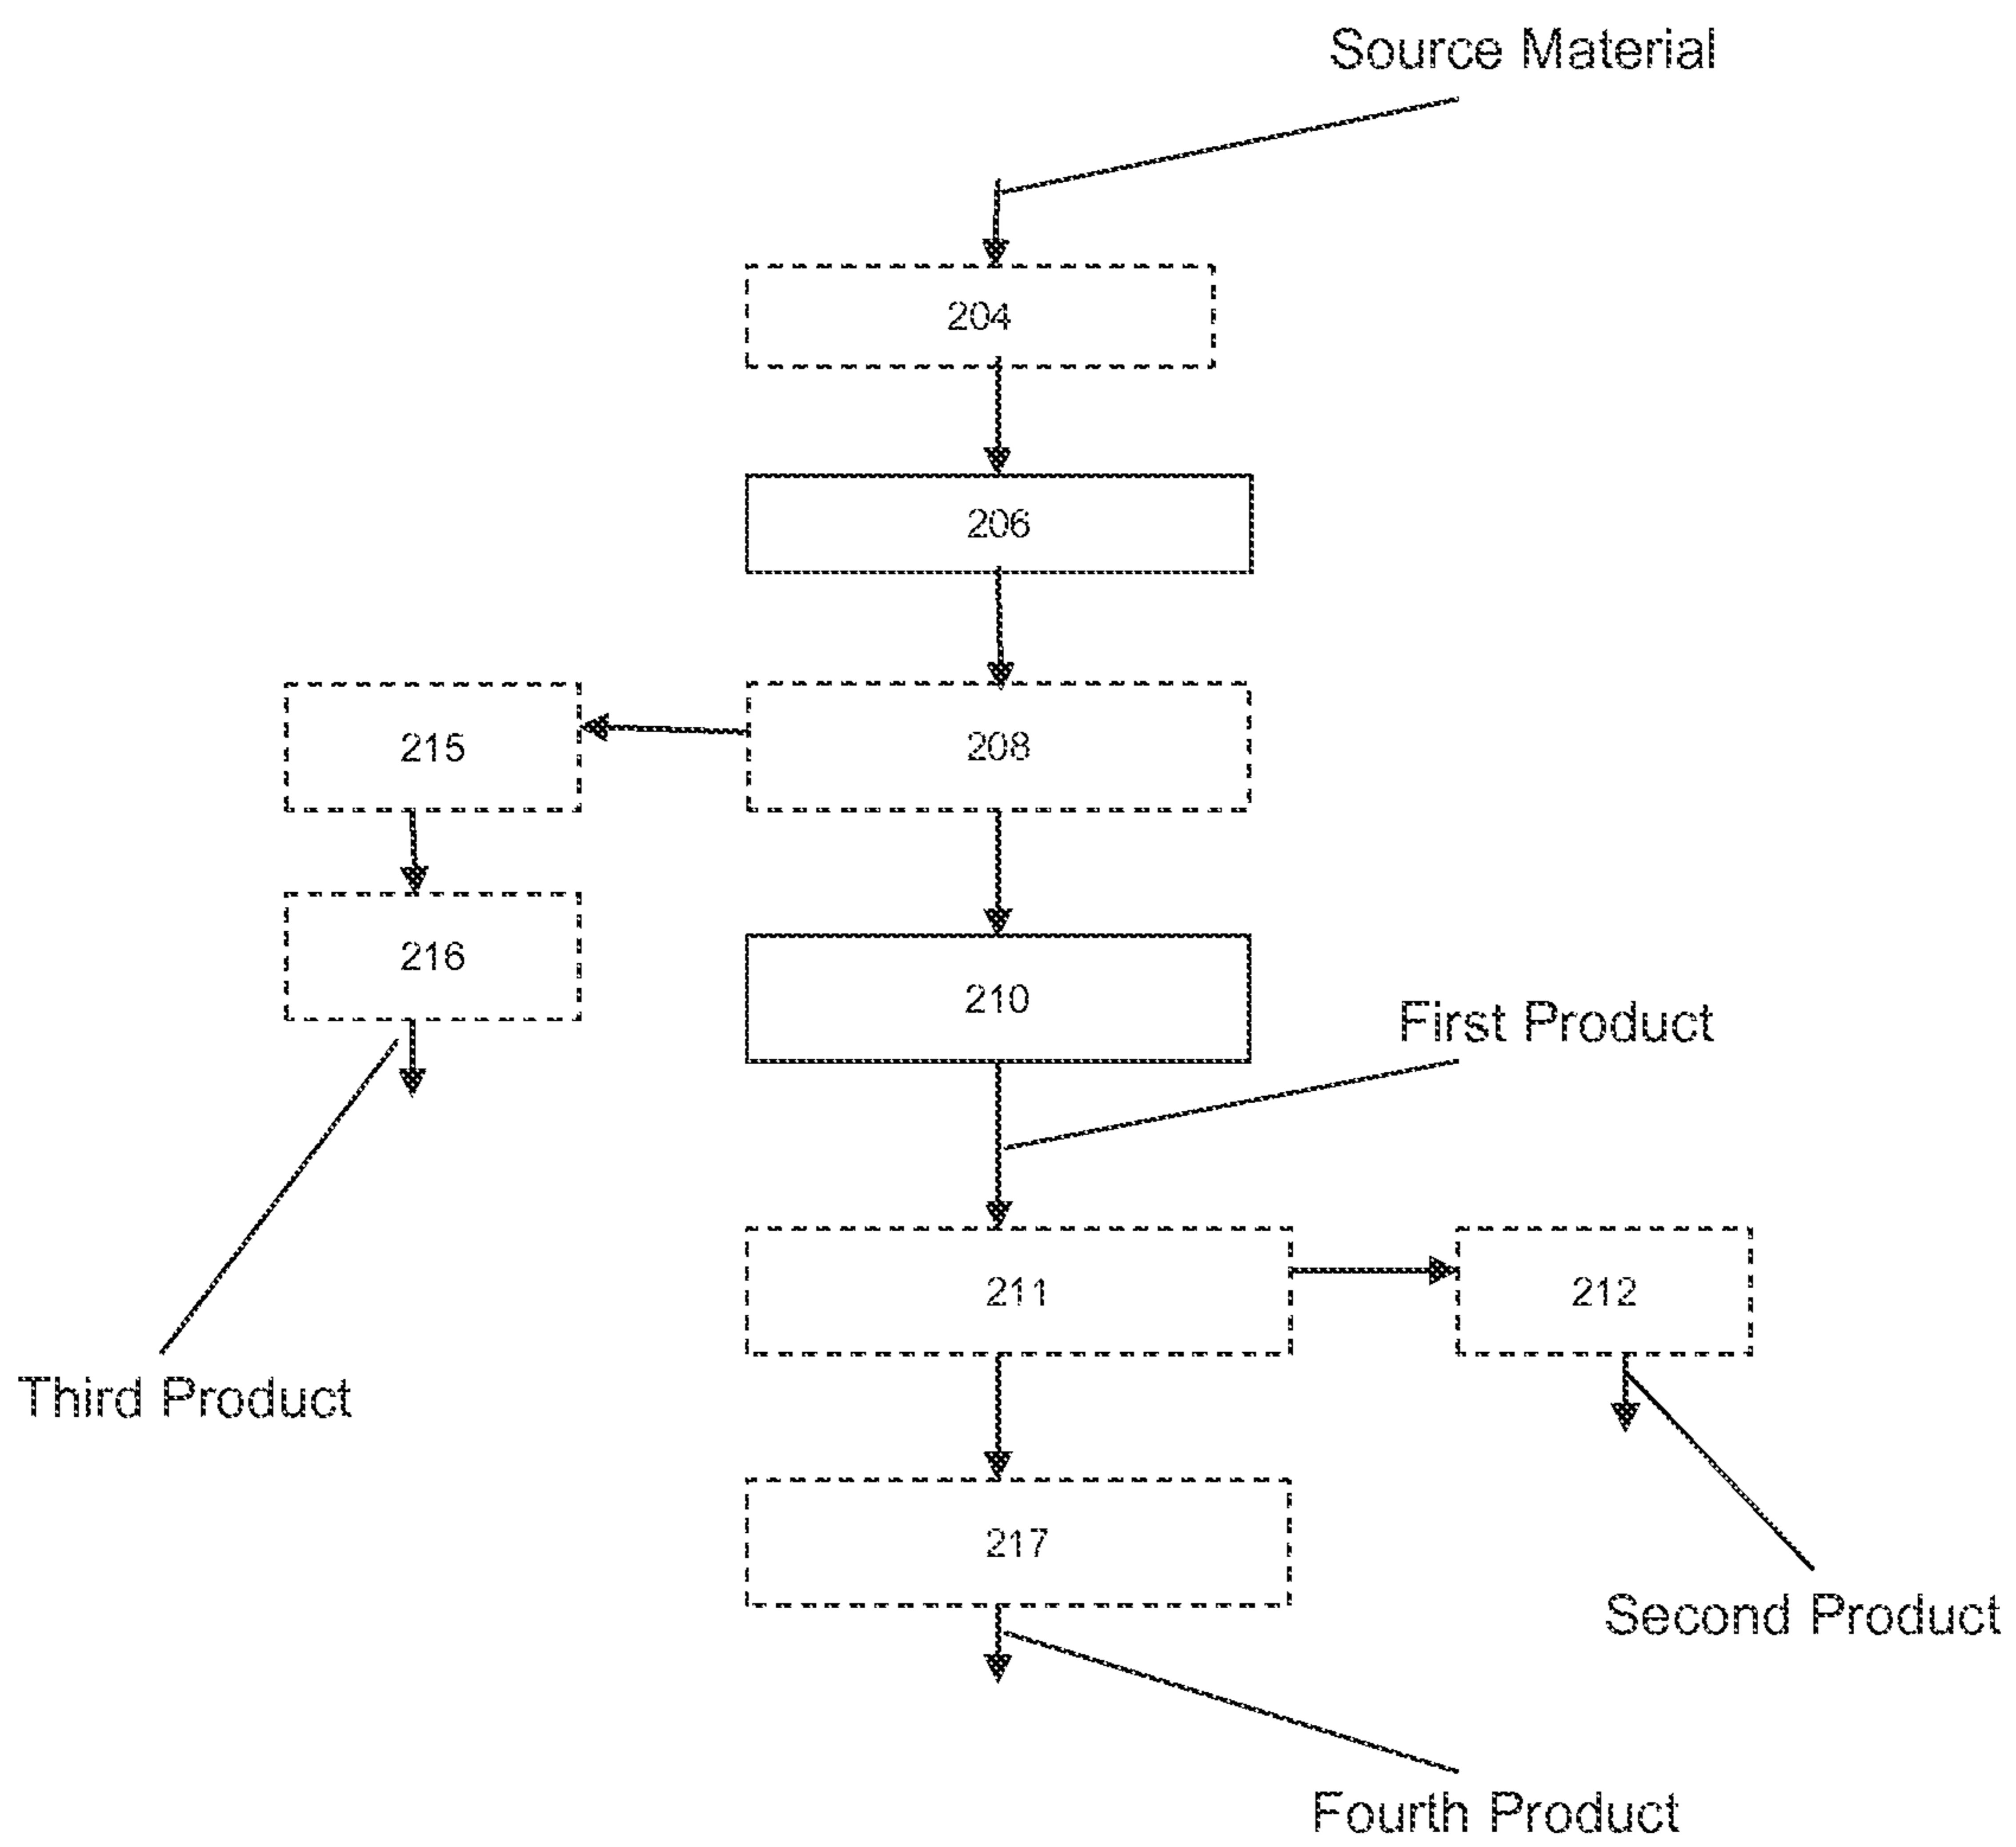 Source Material
204
206
215
208
216
210
First Product
211
212
Third Product
217
Second Product
Fourth Product